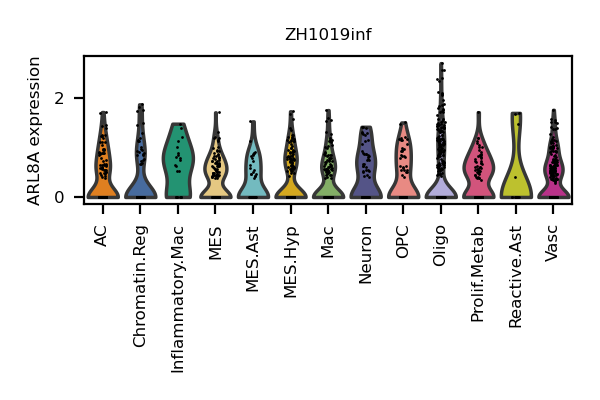 ZH1019inf
ARL8A expression
2
0
AC
Chromatin.Reg
Inflammatory.Mac
MES
MES.Ast
MES.Hyp
Mac
Neuron
OPC
Oligo
Prolif.Metab
Reactive.Ast
Vasc